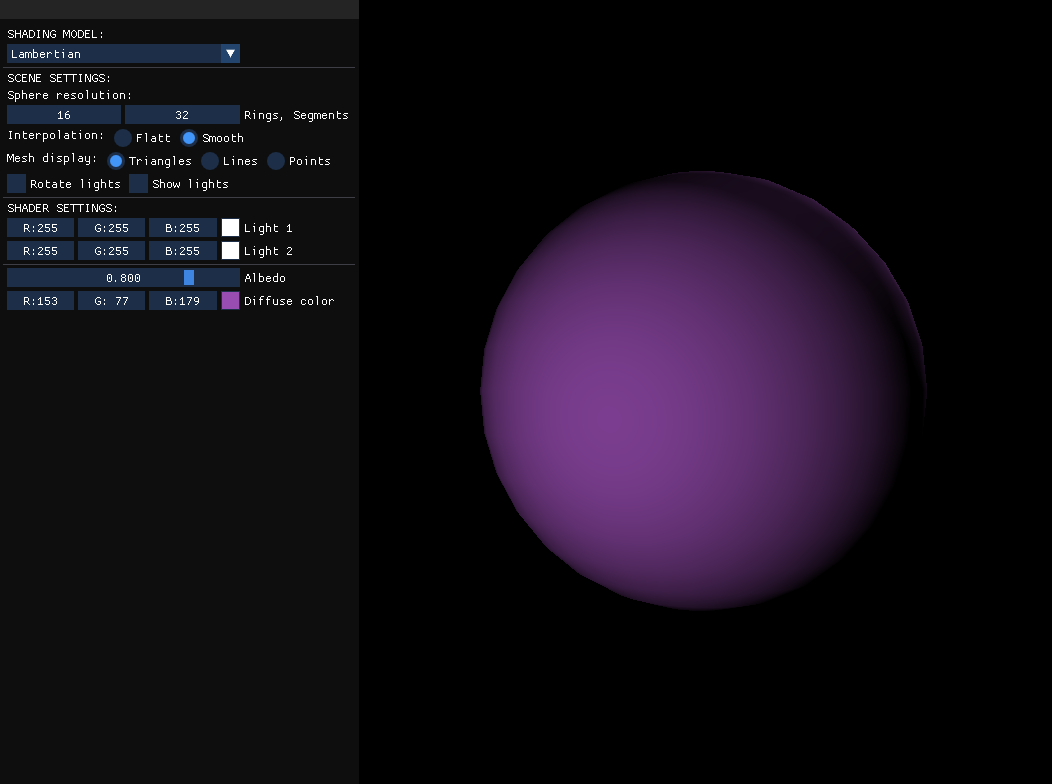 SHADING MODEL:
Lambertian
SCENE SETTINGS:
Sphere resolution:
16 32 Rings, Segments
Interpolation: Flatt Smooth
Mesh display: Triangles Lines Points
Rotate lights Show lights
SHADER SETTINGS:
R:255 G:255 B:255 Light 1
R:255 G:255 B:255 Light 2
0.800 Albedo
R:153 G: 77 B:179 Diffuse color